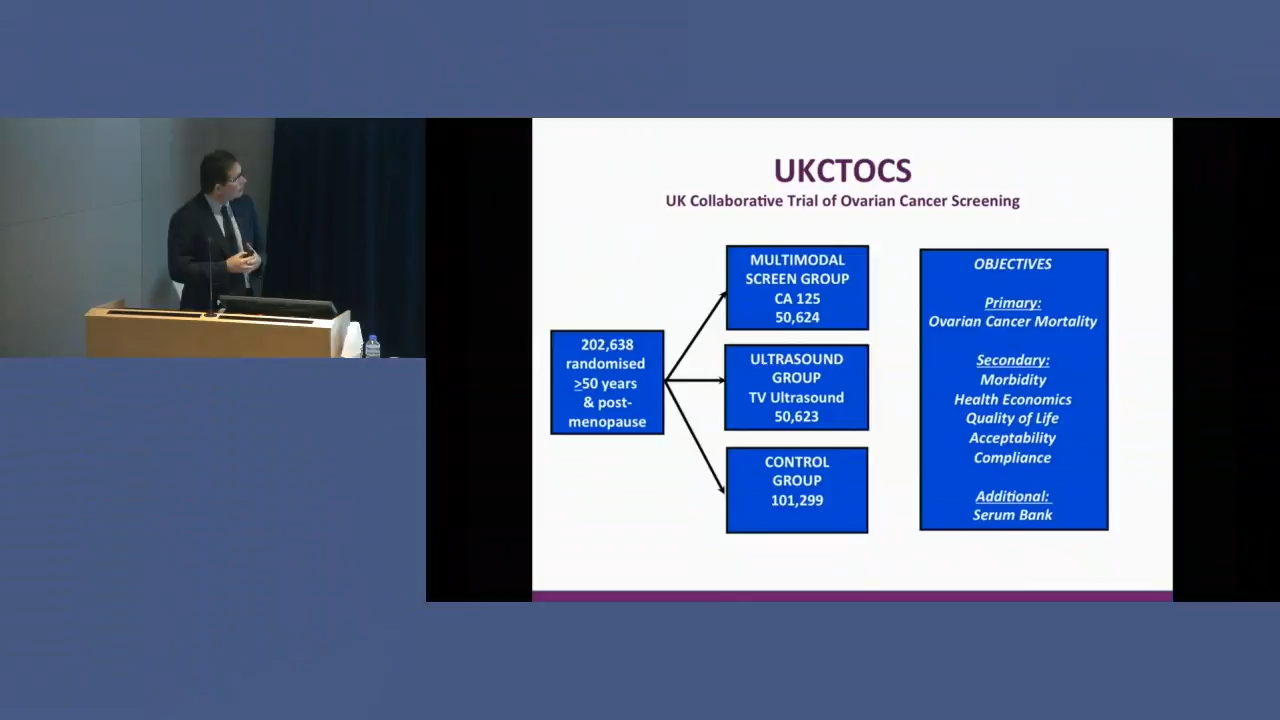 UKCTOCS
UK Collaborative Trial of Ovarian Cancer Screening
202,638
randomised
≥50 years
& post-
menopause
MULTIMODAL
SCREEN GROUP
CA 125
50,624
ULTRASOUND
GROUP
TV Ultrasound
50,623
CONTROL
GROUP
101,299
OBJECTIVES
Primary:
Ovarian Cancer Mortality
Secondary:
Morbidity
Health Economics
Quality of Life
Acceptability
Compliance
Additional:
Serum Bank